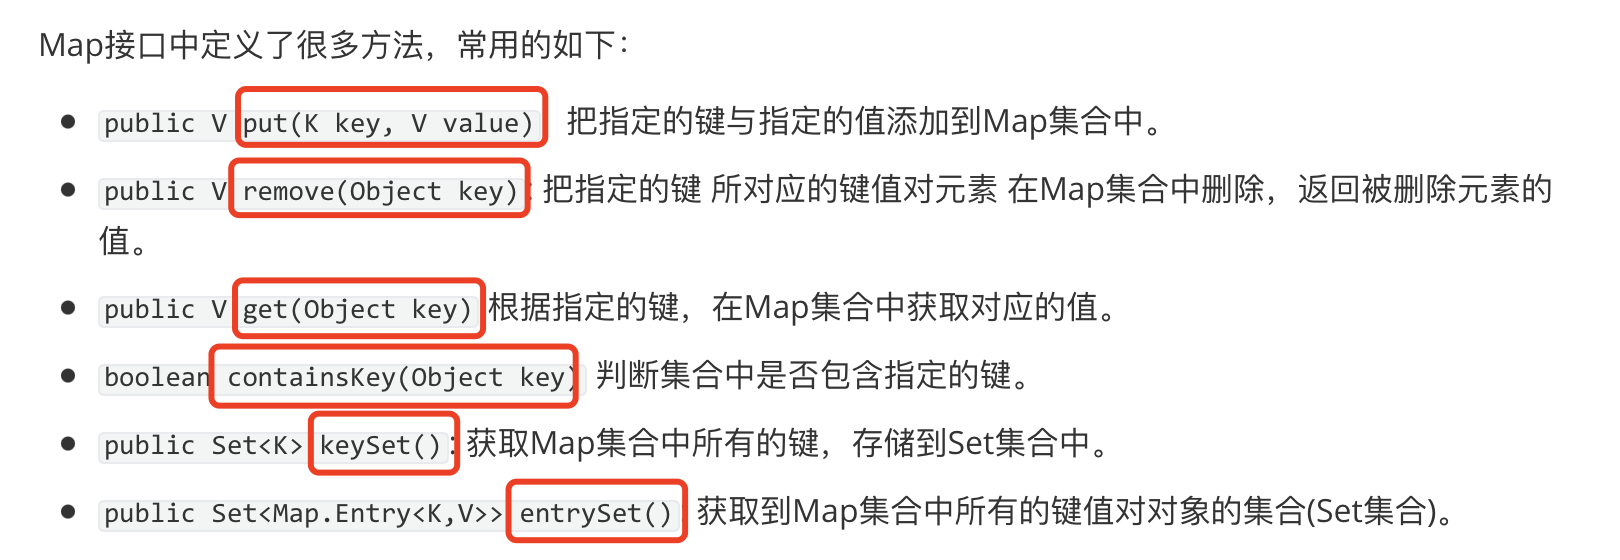 Map接口中定义了很多方法，常用的如下：
public V put(K key, V value) 把指定的键与指定的值添加到Map集合中。
public V remove(Object key): 把指定的键 所对应的键值对元素 在Map集合中删除，返回被删除元素的
值。
public V get(Object key) 根据指定的键，在Map集合中获取对应的值。
boolean containsKey(Object key) 判断集合中是否包含指定的键。
public Set<K> keySet(): 获取Map集合中所有的键，存储到Set集合中。
public Set<Map.Entry<K,V>> entrySet() 获取到Map集合中所有的键值对对象的集合(Set集合)。